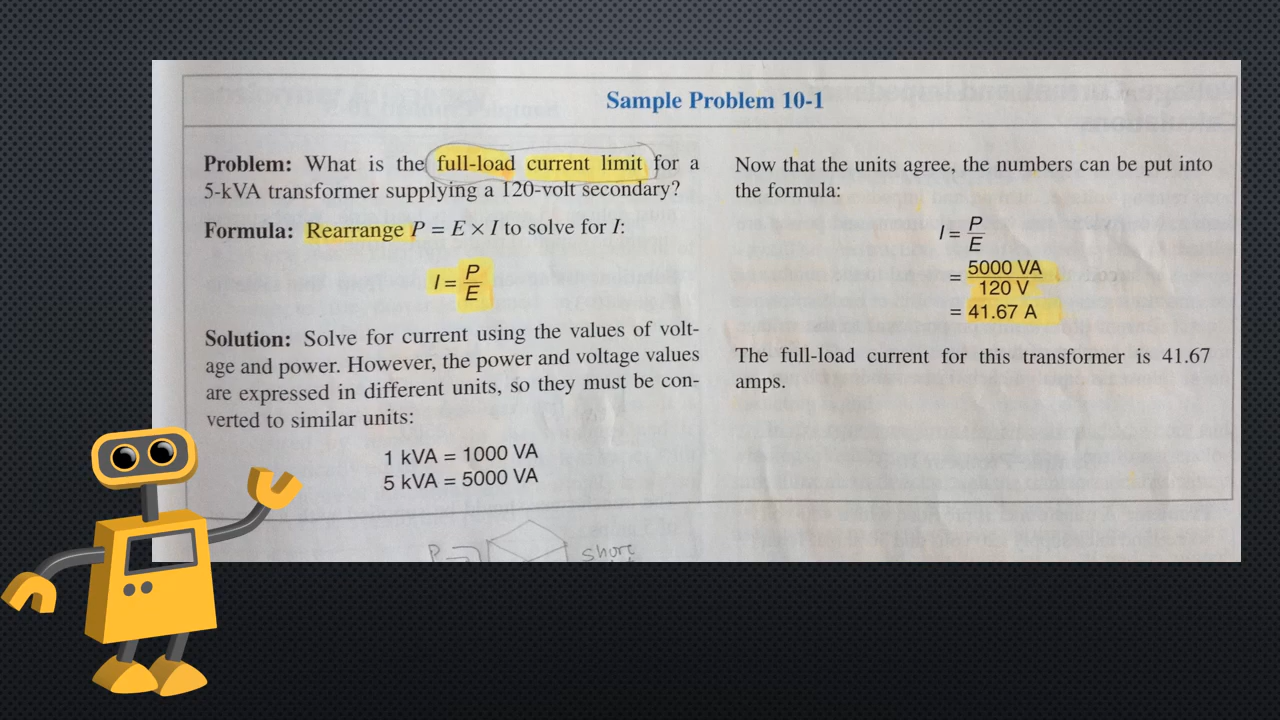 Sample Problem 10-1
Problem: What is the full-load current limit for a
5-kVA transformer supplying a 120-volt secondary?
Formula: Rearrange P = E × I to solve for I:
I = P
E
Solution: Solve for current using the values of volt-
age and power. However, the power and voltage values
are expressed in different units, so they must be con-
verted to similar units:
1 kVA = 1000 VA
5 kVA = 5000 VA
P
short
Now that the units agree, the numbers can be put into
the formula:
I = P
E
= 5000 VA
120 V
= 41.67 A
The full-load current for this transformer is 41.67
amps.